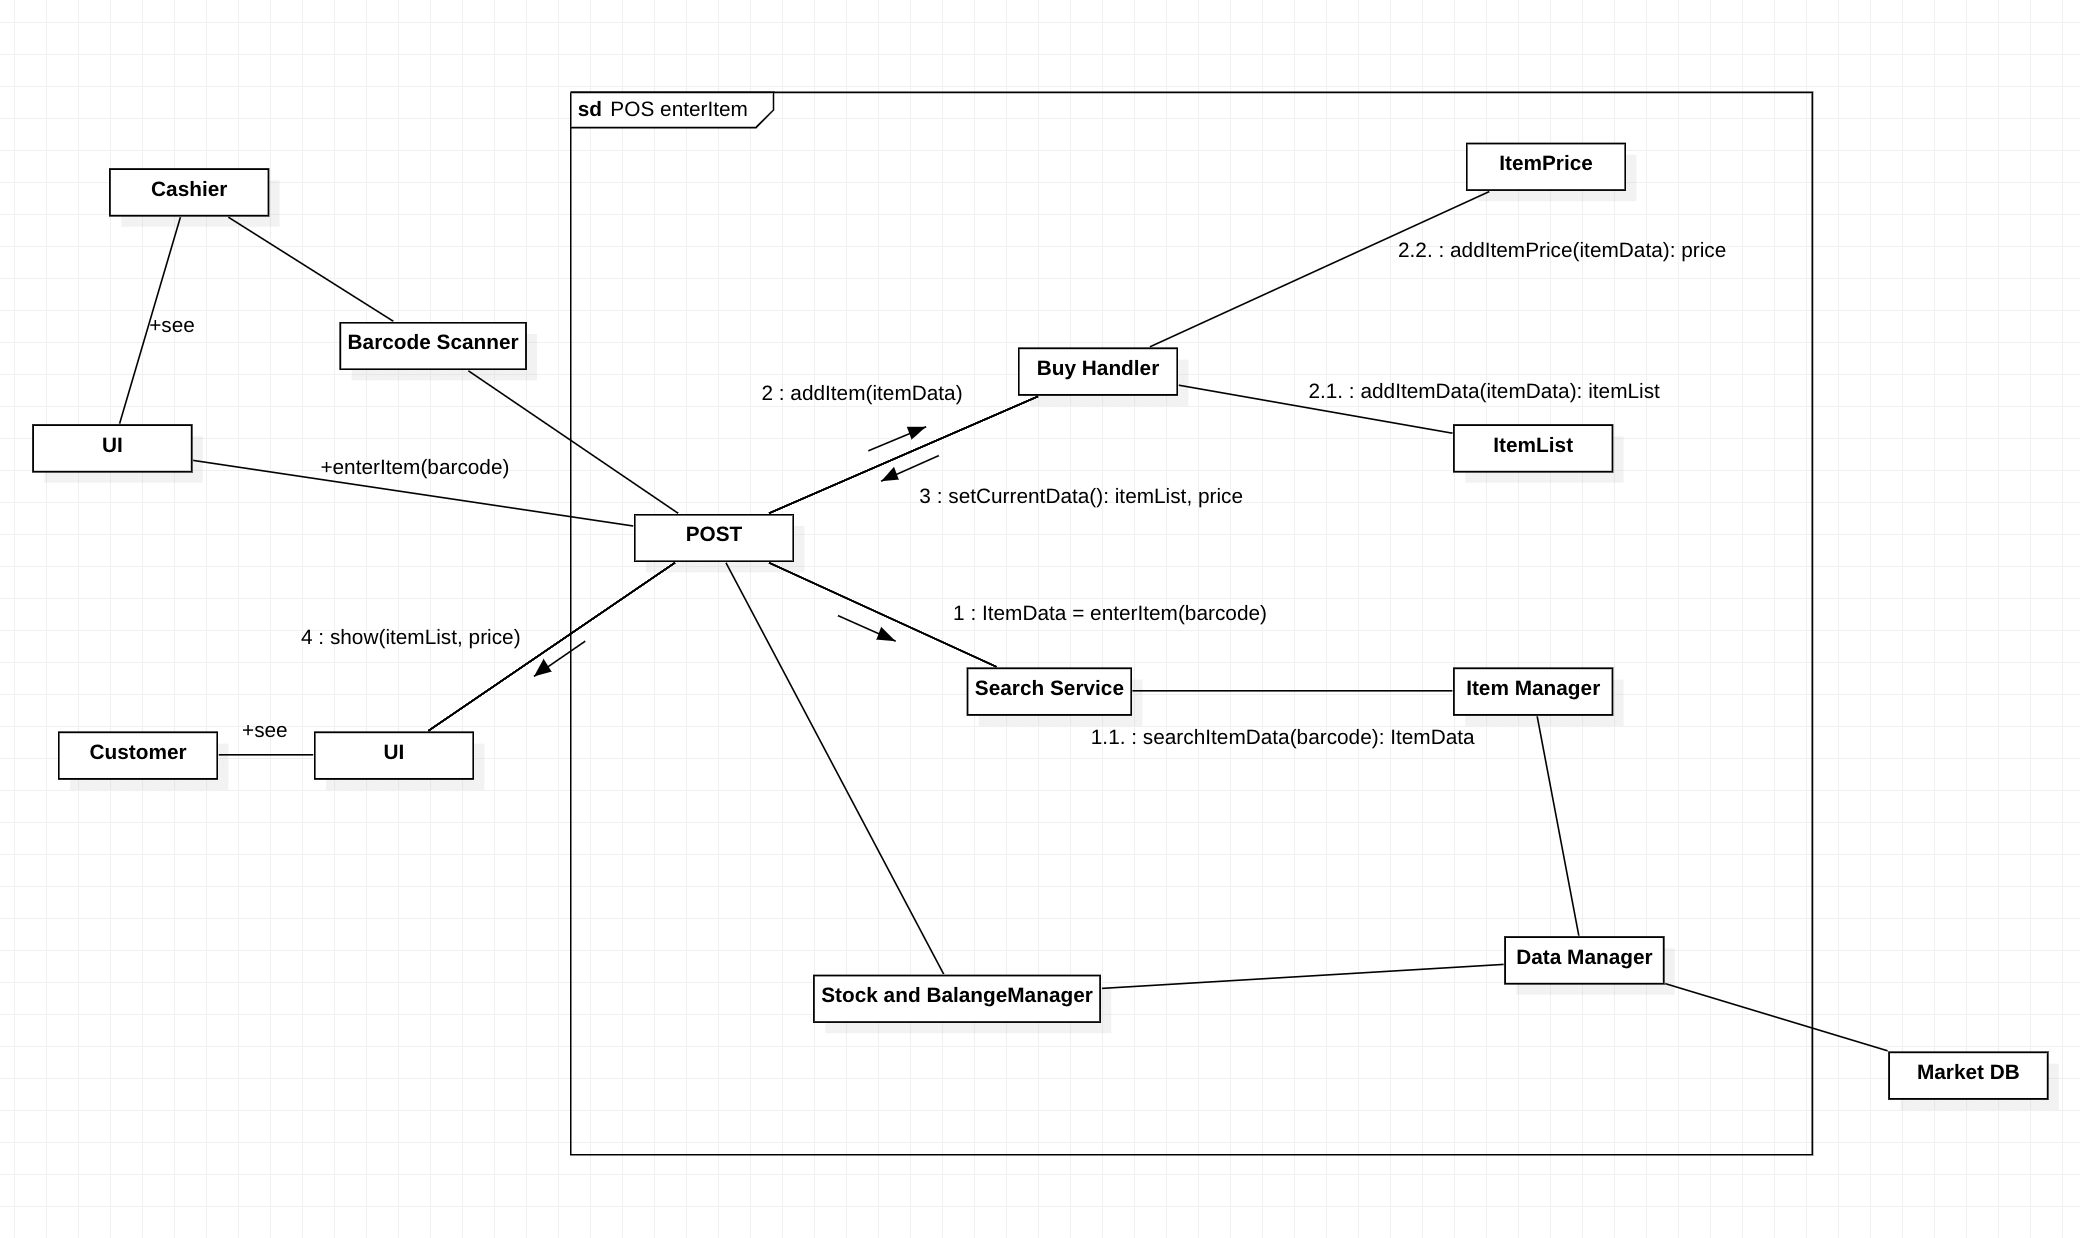 sd POS enterItem
ItemPrice
Cashier
2.2. : addItemPrice(itemData): price
+see
Barcode Scanner
Buy Handler
2 : addItem(itemData)
2.1. : addItemData(itemData): itemList
UI
+enterItem(barcode)
ItemList
3 : setCurrentData(): itemList, price
POST
1 : ItemData = enterItem(barcode)
4 : show(itemList, price)
Search Service
Item Manager
1.1. : searchItemData(barcode): ItemData
+see
Customer
UI
Data Manager
Stock and BalangeManager
Market DB